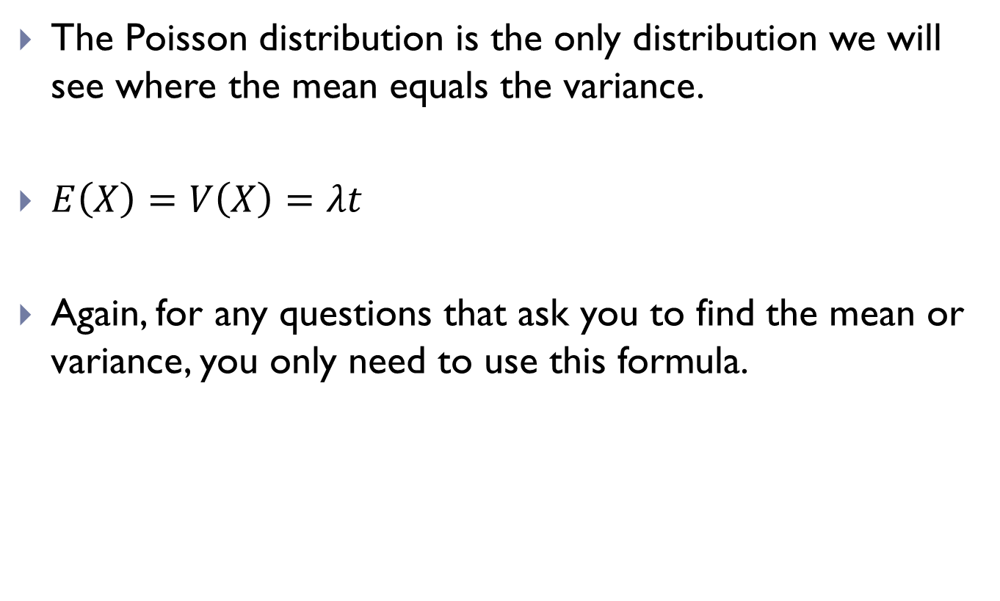 The Poisson distribution is the only distribution we will
see where the mean equals the variance.
E(X) = V(X) = λt
Again, for any questions that ask you to find the mean or
variance, you only need to use this formula.